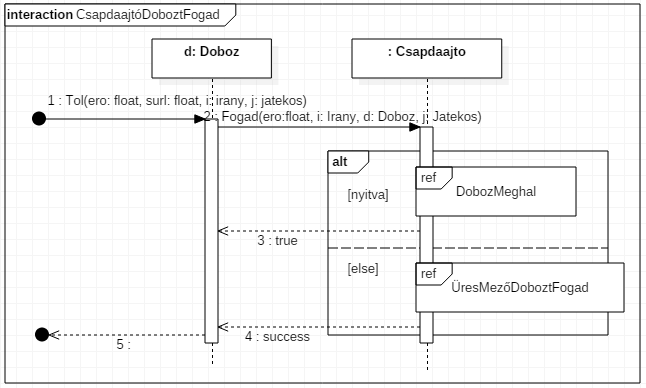 interaction CsapdaajtóDoboztFogad
d: Doboz
: Csapdaajto
1 : Tol(ero: float, surl: float, i: irany, j: jatekos)
2 : Fogad(ero:float, i: Irany, d: Doboz, j: Jatekos)
alt
ref
[nyitva]
DobozMeghal
3 : true
[else]
ref
ÜresMezőDoboztFogad
4 : success
5 :